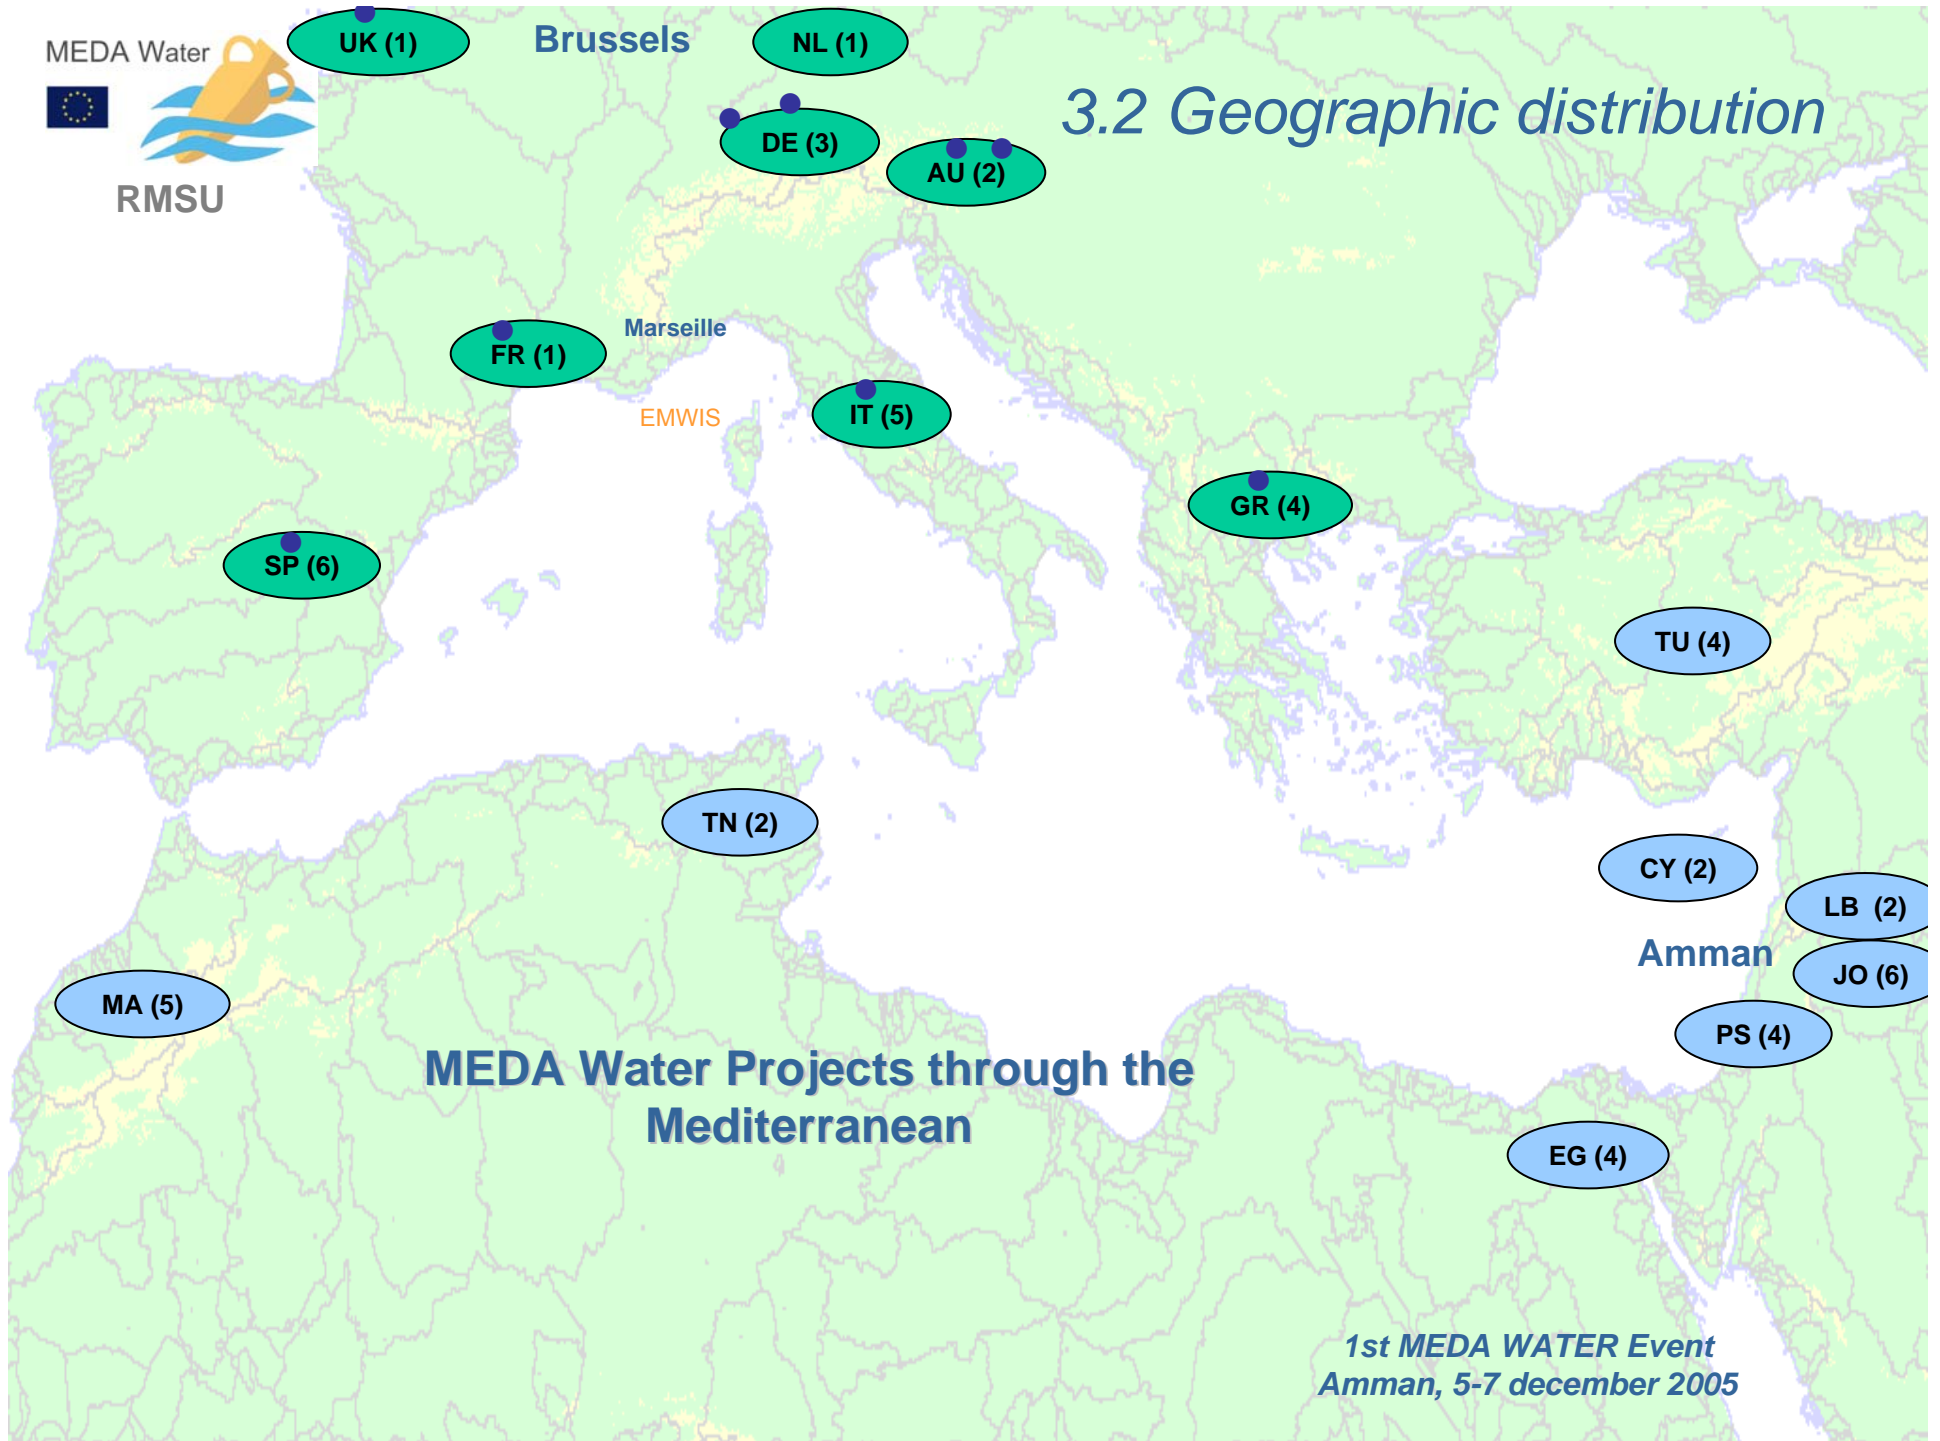 MEDA Water
RMSU
UK (1)
Brussels
NL (1)
3.2 Geographic distribution
DE (3)
AU (2)
Marseille
FR (1)
EMWIS
IT (5)
GR (4)
SP (6)
TU (4)
TN (2)
CY (2)
LB (2)
Amman
JO (6)
MA (5)
PS (4)
MEDA Water Projects through the
Mediterranean
EG (4)
1st MEDA WATER Event
Amman, 5-7 december 2005